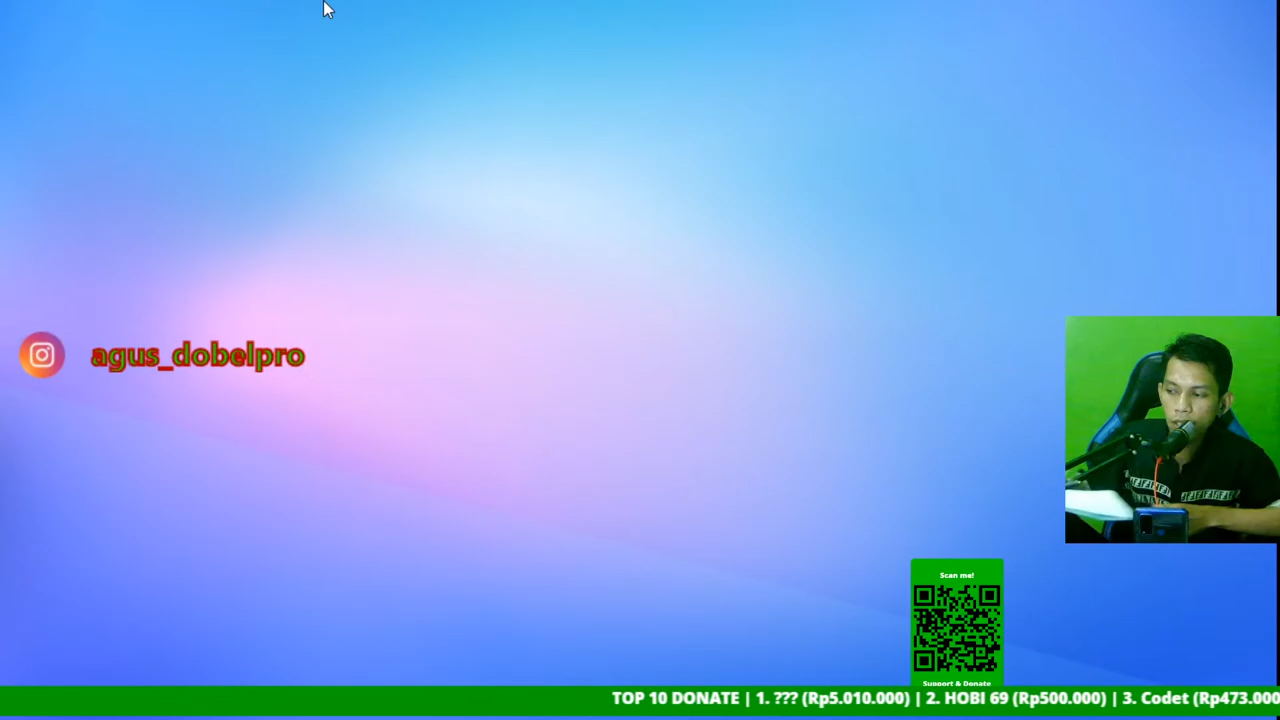 agus_dobelpro
Scan me!
Support & Donate
TOP 10 DONATE | 1. ??? (Rp5.010.000) | 2. HOBI 69 (Rp500.000) | 3. Codet (Rp473.000